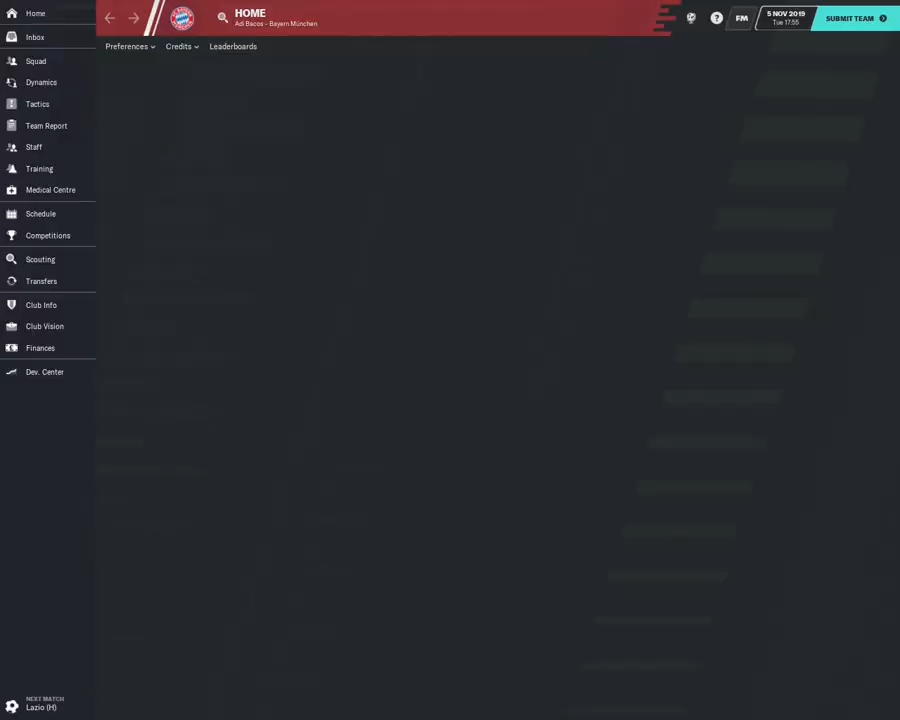 Home
HOME
Adi Bacos - Bayern München
FM
5 NOV 2019
Tue 17:55
SUBMIT TEAM
Inbox
Preferences
Credits
Leaderboards
Squad
Dynamics
Tactics
Team Report
Staff
Training
Medical Centre
Schedule
Competitions
Scouting
Transfers
Club Info
Club Vision
Finances
Dev. Center
NEXT MATCH
Lazio (H)